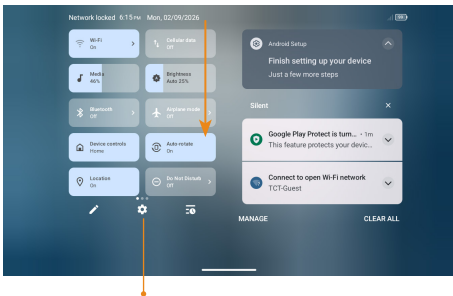 Network locked 6:15 PM Mon, 02/09/2026
Wi-Fi
On
Cellular data
Off
Media
46%
Brightness
Auto 25%
Bluetooth
Off
Airplane mode
Off
Device controls
Home
Auto-rotate
On
Location
On
Do Not Disturb
Off
Android Setup
Finish setting up your device
Just a few more steps
Silent
Google Play Protect is turn... • 1m
This feature protects your devic...
Connect to open Wi-Fi network
TCT-Guest
MANAGE
CLEAR ALL